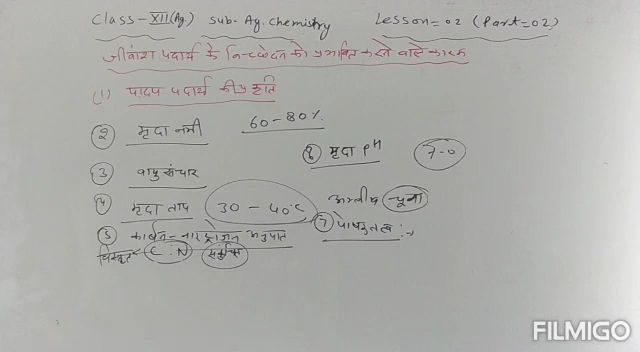 Class - XII (Ag.) Sub- Ag. chemistry Lesson = 02 (Part = 02)
जीवांश पदार्थ के विच्छेदन को प्रभावित करने वाले कारक
(1) पादप पदार्थ की प्रकृति
(2) मृदा नमी 60-80%
(3) वायु संचार
(4) मृदा ताप 30 - 40°c
(5) कार्बन - नाइट्रोजन अनुपात
विस्तृत C:N संकुचित
(6) मृदा PH 7.0
अम्लीय चूना
(7) पोषक तत्व :-
FILMIGO